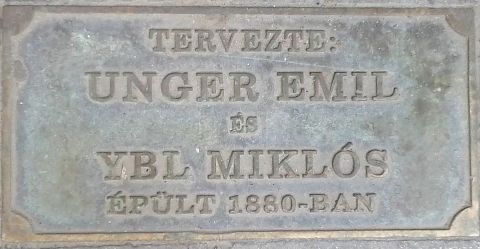 TERVEZTE:
UNGER EMIL
ÉS
YBL MIKLÓS
ÉPÜLT 1880-BAN